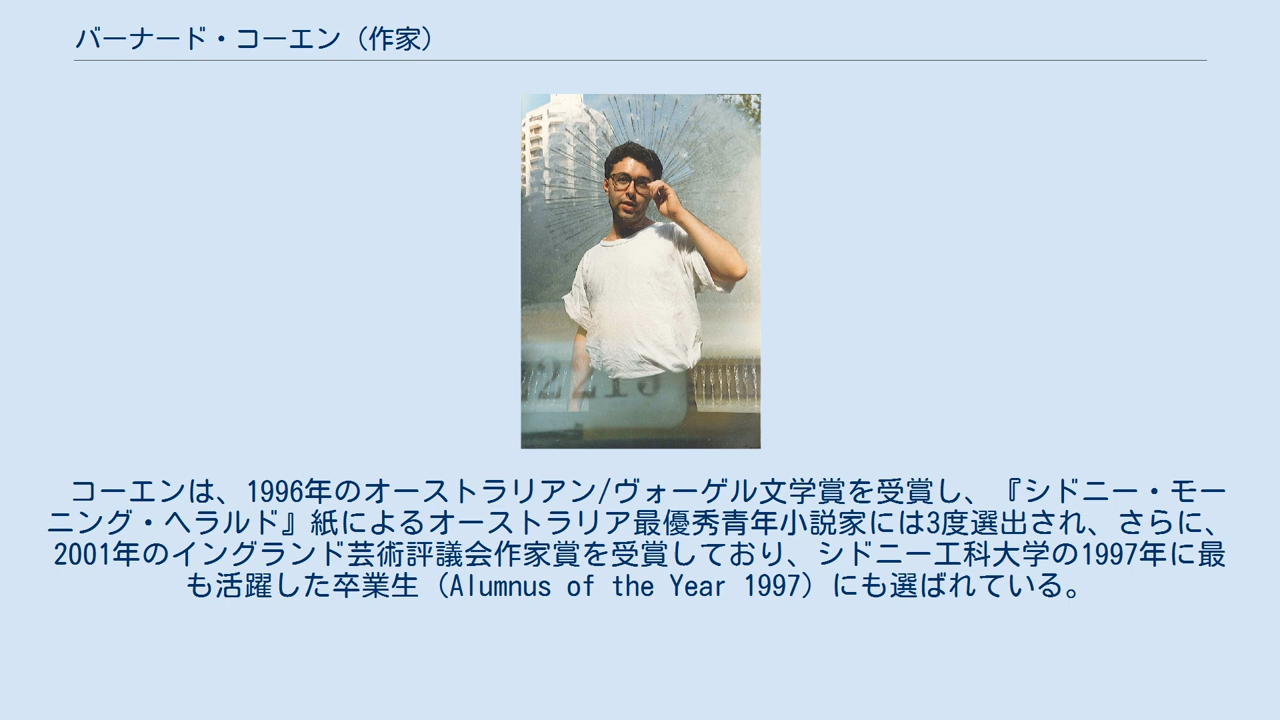 バーナード・コーエン（作家）
コーエンは、1996年のオーストラリアン/ヴォーゲル文学賞を受賞し、『シドニー・モー
ニング・ヘラルド』紙によるオーストラリア最優秀青年小説家には3度選出され、さらに、
2001年のイングランド芸術評議会作家賞を受賞しており、シドニー工科大学の1997年に最
も活躍した卒業生（Alumnus of the Year 1997）にも選ばれている。